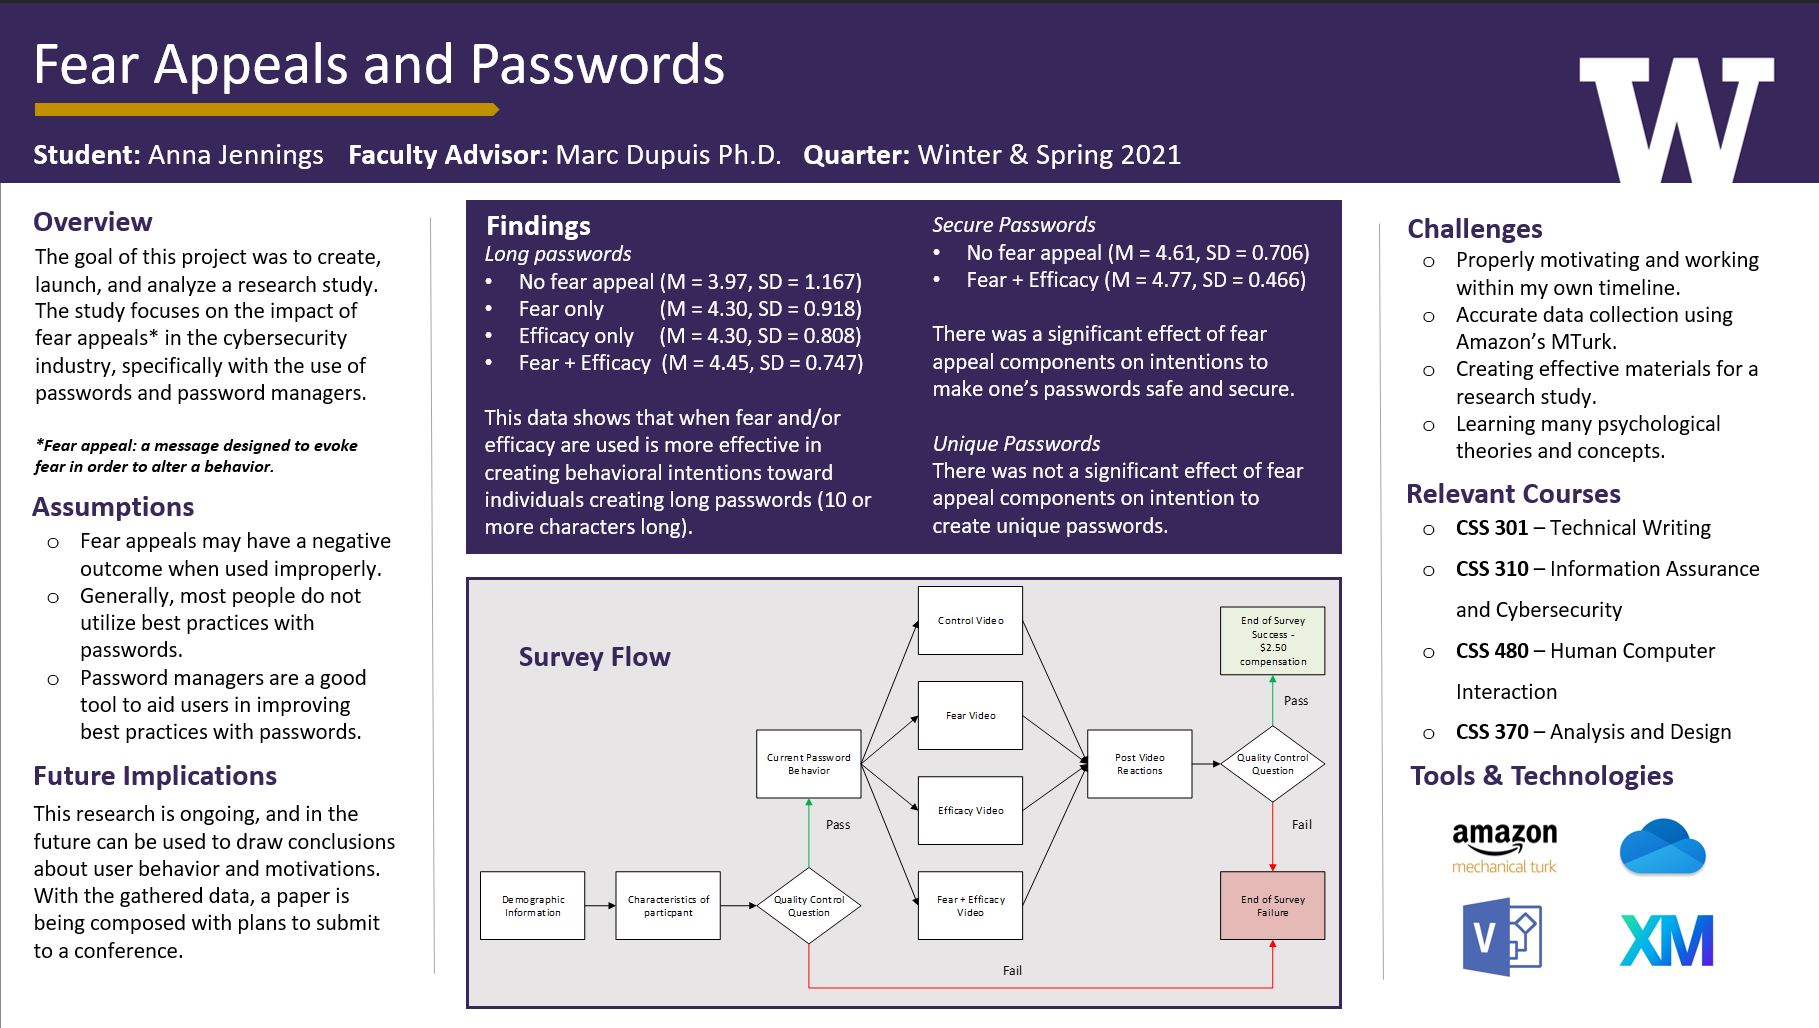 Fear Appeals and Passwords
W
Student: Anna Jennings Faculty Advisor: Marc Dupuis Ph.D. Quarter: Winter & Spring 2021
Overview
The goal of this project was to create,
launch, and analyze a research study.
The study focuses on the impact of
fear appeals* in the cybersecurity
industry, specifically with the use of
passwords and password managers.
*Fear appeal: a message designed to evoke
fear in order to alter a behavior.
Assumptions
o Fear appeals may have a negative
outcome when used improperly.
o Generally, most people do not
utilize best practices with
passwords.
o Password managers are a good
tool to aid users in improving
best practices with passwords.
Future Implications
This research is ongoing, and in the
future can be used to draw conclusions
about user behavior and motivations.
With the gathered data, a paper is
being composed with plans to submit
to a conference.
Findings
Long passwords
• No fear appeal (M = 3.97, SD = 1.167)
• Fear only (M = 4.30, SD = 0.918)
• Efficacy only (M = 4.30, SD = 0.808)
• Fear + Efficacy (M = 4.45, SD = 0.747)
This data shows that when fear and/or
efficacy are used is more effective in
creating behavioral intentions toward
individuals creating long passwords (10 or
more characters long).
Secure Passwords
• No fear appeal (M = 4.61, SD = 0.706)
• Fear + Efficacy (M = 4.77, SD = 0.466)
There was a significant effect of fear
appeal components on intentions to
make one's passwords safe and secure.
Unique Passwords
There was not a significant effect of fear
appeal components on intention to
create unique passwords.
Survey Flow
Demographic
Information
Characteristics of
particpant
Quality Control
Question
Pass
Fail
Current Password
Behavior
Control Video
Fear Video
Efficacy Video
Fear + Efficacy
Video
Post Video
Reactions
Quality Control
Question
Pass
Fail
End of Survey
Success -
$2.50
compensation
End of Survey
Failure
Challenges
o Properly motivating and working
within my own timeline.
o Accurate data collection using
Amazon's MTurk.
o Creating effective materials for a
research study.
o Learning many psychological
theories and concepts.
Relevant Courses
o CSS 301 – Technical Writing
o CSS 310 – Information Assurance
and Cybersecurity
o CSS 480 – Human Computer
Interaction
o CSS 370 – Analysis and Design
Tools & Technologies
amazon
mechanical turk
V
XM